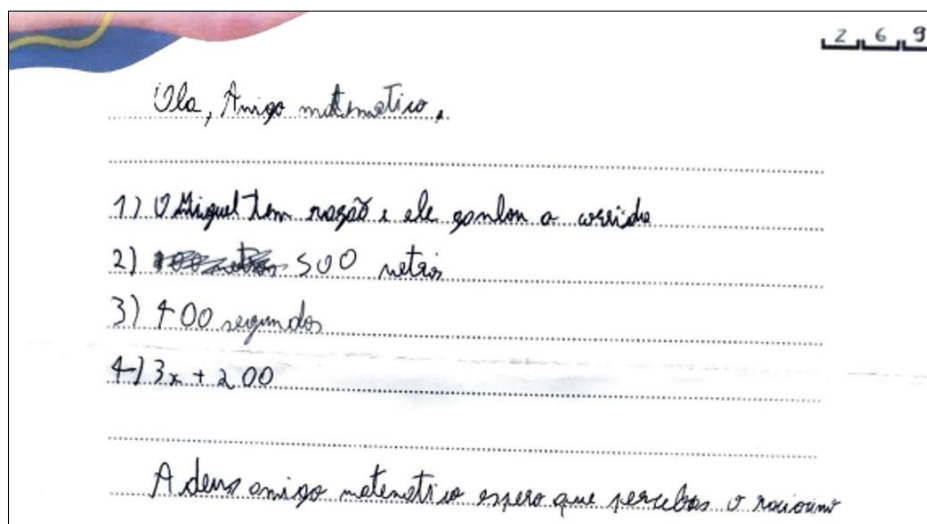 269
Ola, Amigo matematico,
1) O Miguel tem razão e ele ganhou a corrida
2) 500 metros
3) 400 segundos
4) 3x + 200
Adeus amigo matematico espero que percebas o